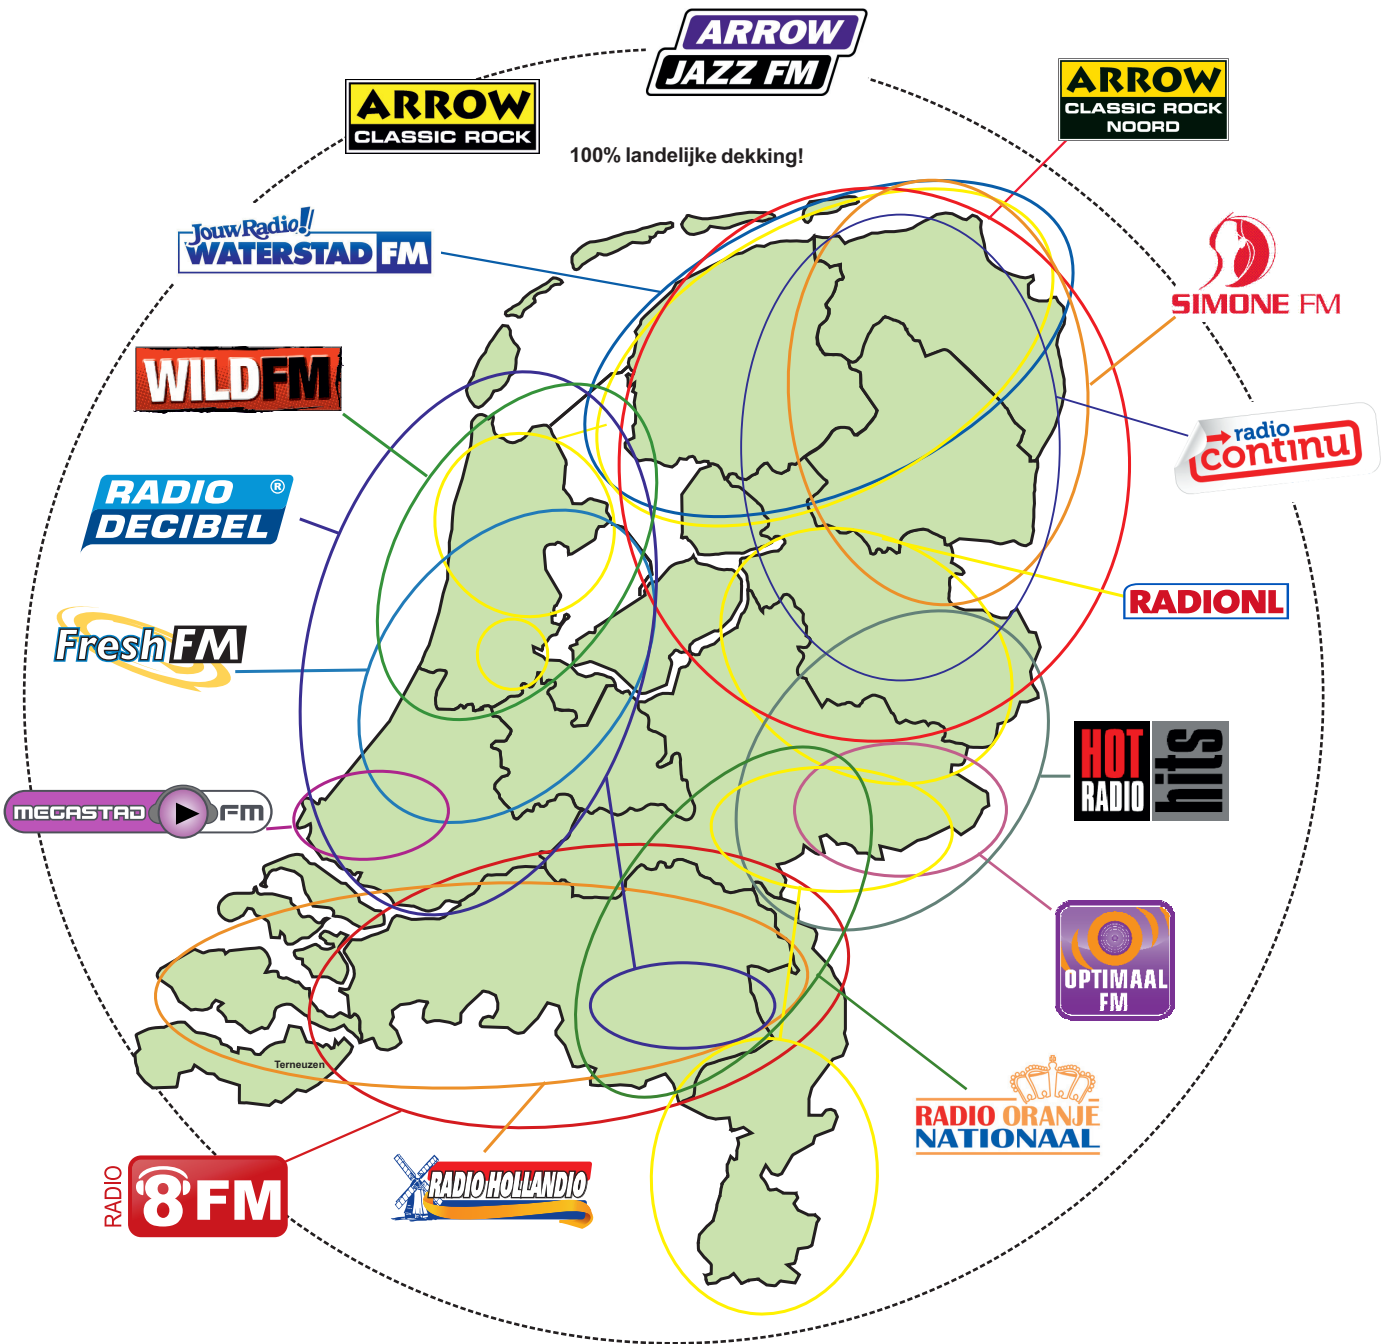 ARROW
JAZZ FM
ARROW
CLASSIC ROCK
ARROW
CLASSIC ROCK
NOORD
100% landelijke dekking!
JouwRadio!
WATERSTAD FM
SIMONE FM
WILDFM
radio
continu
RADIO ®
DECIBEL
RADIONL
Fresh FM
HOT
RADIO
hits
MEGASTAD FM
OPTIMAAL
FM
Terneuzen
RADIO ORANJE
NATIONAAL
RADIO
8FM
RADIO HOLLANDIO